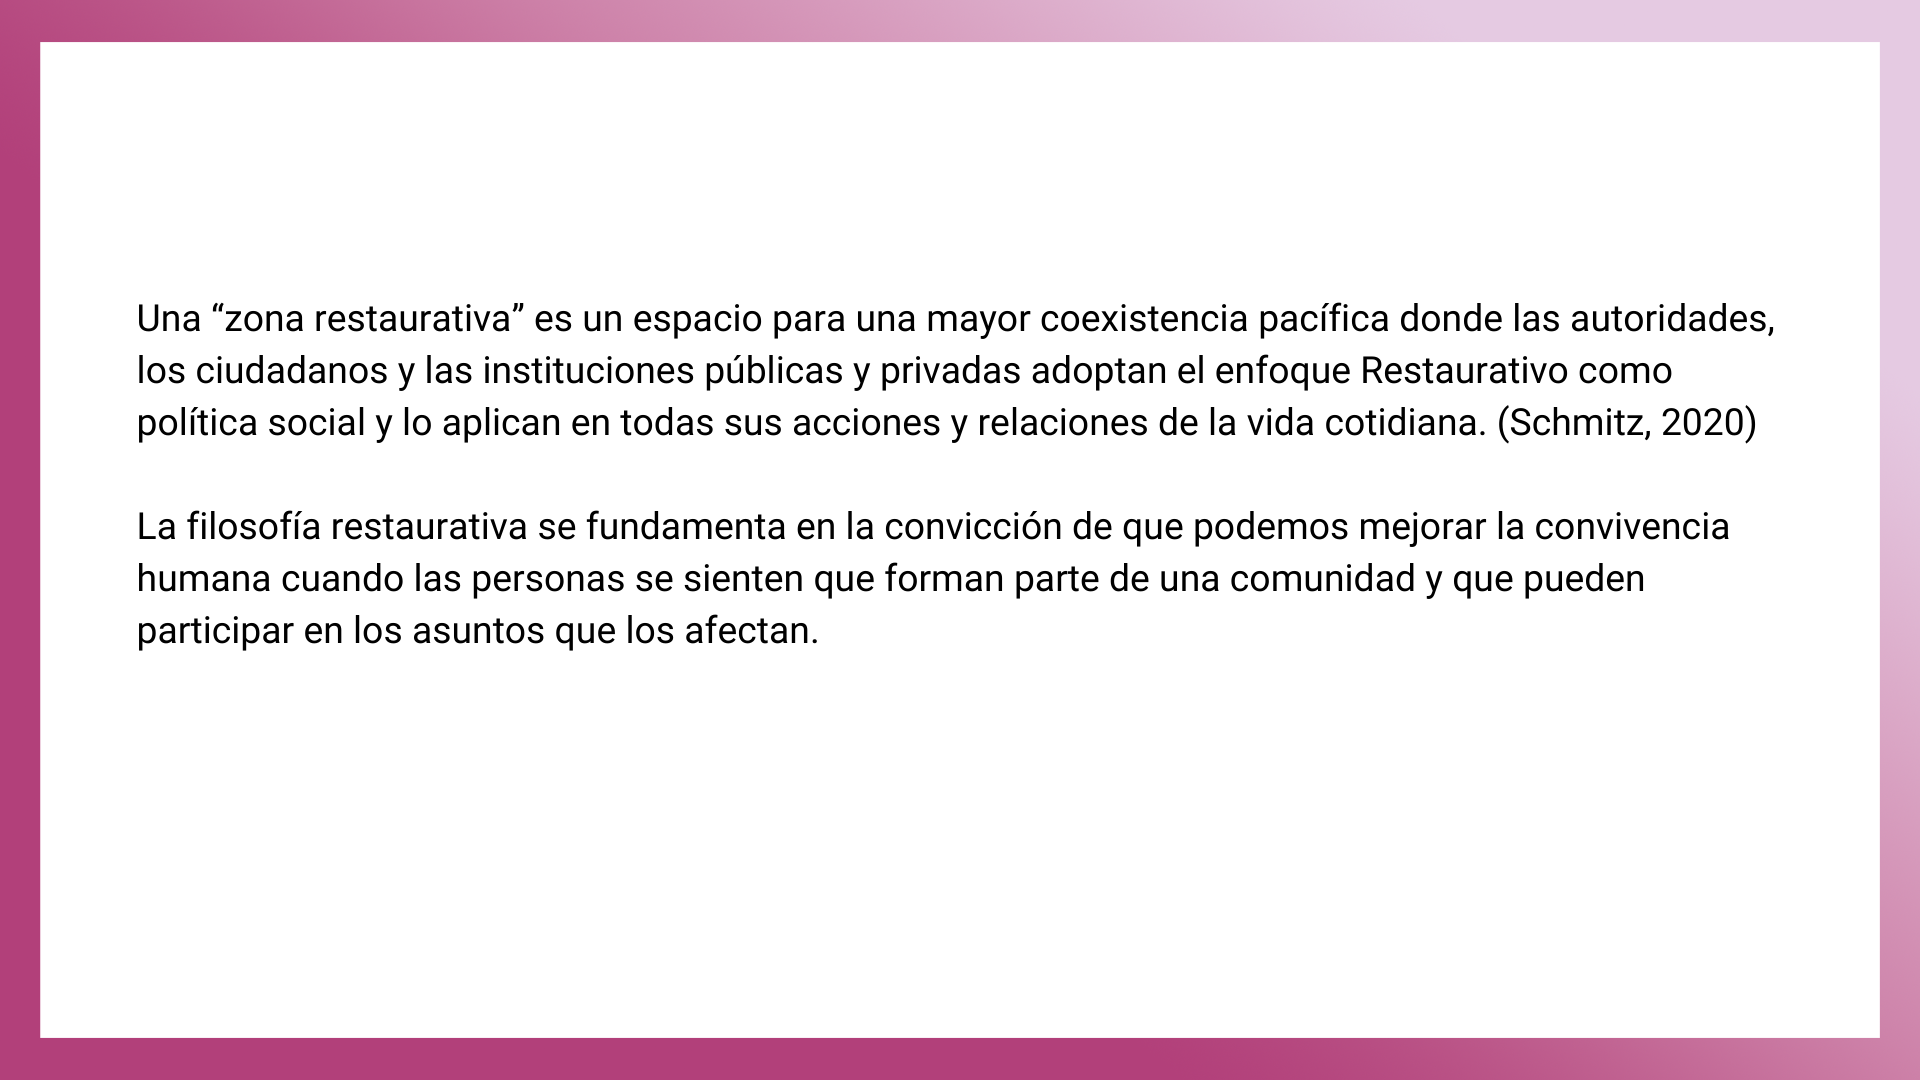 Una “zona restaurativa” es un espacio para una mayor coexistencia pacífica donde las autoridades,
los ciudadanos y las instituciones públicas y privadas adoptan el enfoque Restaurativo como
política social y lo aplican en todas sus acciones y relaciones de la vida cotidiana. (Schmitz, 2020)
La filosofía restaurativa se fundamenta en la convicción de que podemos mejorar la convivencia
humana cuando las personas se sienten que forman parte de una comunidad y que pueden
participar en los asuntos que los afectan.